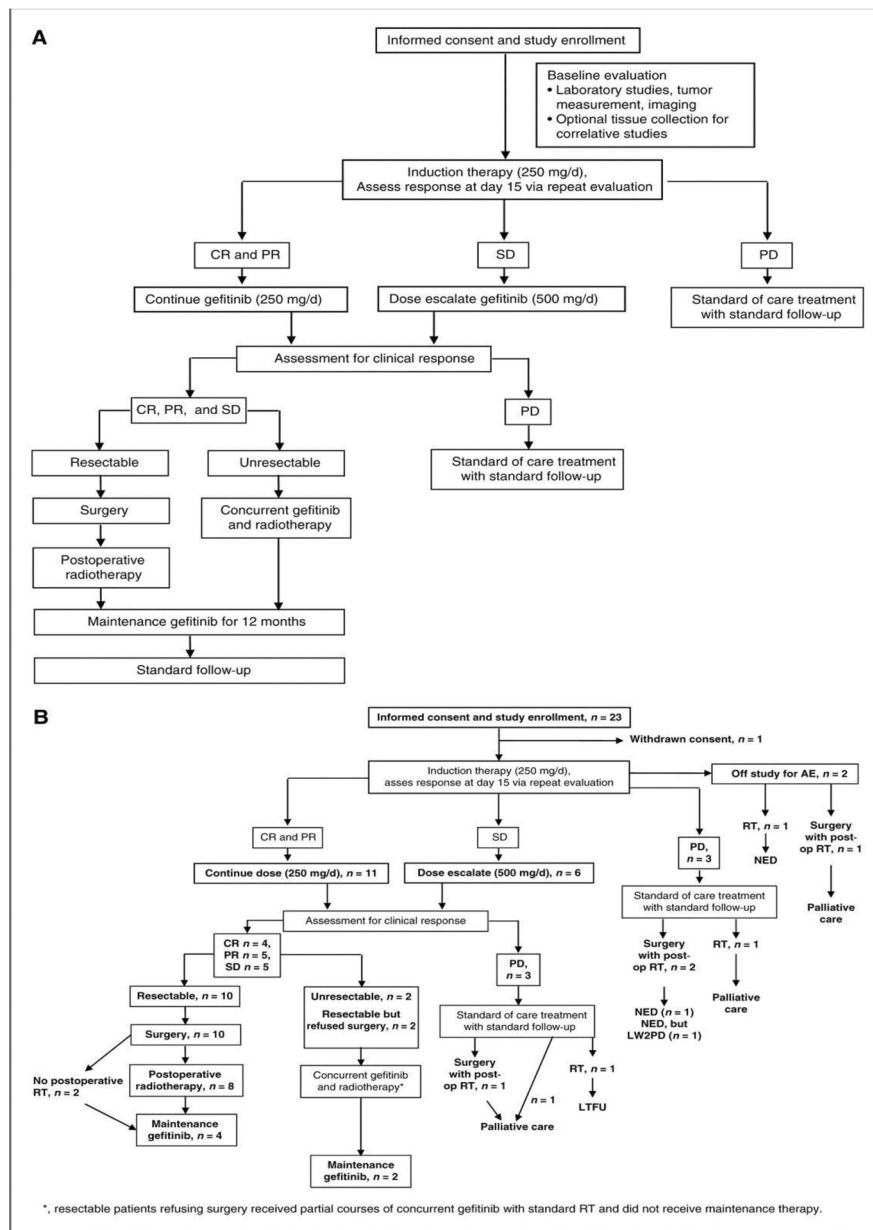 A
Informed consent and study enrollment
Baseline evaluation
• Laboratory studies, tumor
measurement, imaging
• Optional tissue collection for
correlative studies
Induction therapy (250 mg/d),
Assess response at day 15 via repeat evaluation
CR and PR
SD
PD
Continue gefitinib (250 mg/d)
Dose escalate gefitinib (500 mg/d)
Standard of care treatment
with standard follow-up
Assessment for clinical response
CR, PR, and SD
PD
Resectable
Unresectable
Standard of care treatment
with standard follow-up
Surgery
Concurrent gefitinib
and radiotherapy
Postoperative
radiotherapy
Maintenance gefitinib for 12 months
Standard follow-up
B
Informed consent and study enrollment, n = 23
Withdrawn consent, n = 1
Induction therapy (250 mg/d),
asses response at day 15 via repeat evaluation
Off study for AE, n = 2
CR and PR
SD
PD,
n = 3
RT, n = 1
NED
Surgery
with post-
op RT, n = 1
Palliative
care
Continue dose (250 mg/d), n = 11
Dose escalate (500 mg/d), n = 6
Standard of care treatment
with standard follow-up
Assessment for clinical response
CR n = 4,
PR n = 5,
SD n = 5
PD,
n = 3
Surgery
with post-
op RT, n = 2
RT, n = 1
Palliative
care
NED (n = 1)
NED, but
LW2PD (n = 1)
Resectable, n = 10
Unresectable, n = 2
Resectable but
refused surgery,
n = 2
Standard of care treatment
with standard follow-up
Surgery, n = 10
No postoperative
RT, n = 2
Postoperative
radiotherapy, n = 8
Concurrent gefitinib
and radiotherapy*
Surgery
with post-
op RT, n = 1
n = 1
RT, n = 1
LTFU
Palliative care
Maintenance
gefitinib, n = 4
Maintenance
gefitinib, n = 2
*, resectable patients refusing surgery received partial courses of concurrent gefitinib with standard RT and did not receive maintenance therapy.